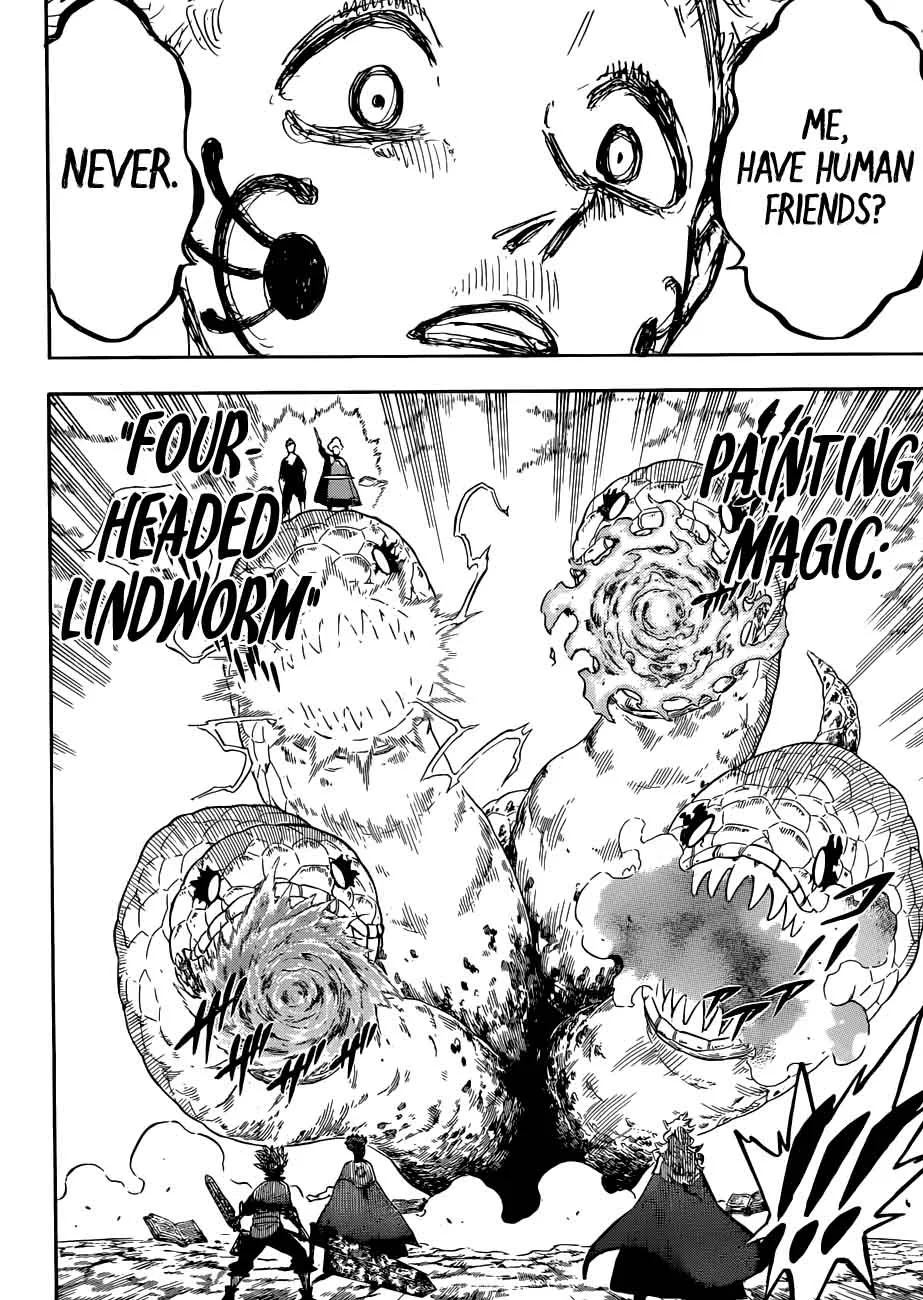 ME,
HAVE HUMAN
FRIENDS?
NEVER.
PAINTING
MAGIC:
"FOUR-
HEADED
LINDWORM"
!!!